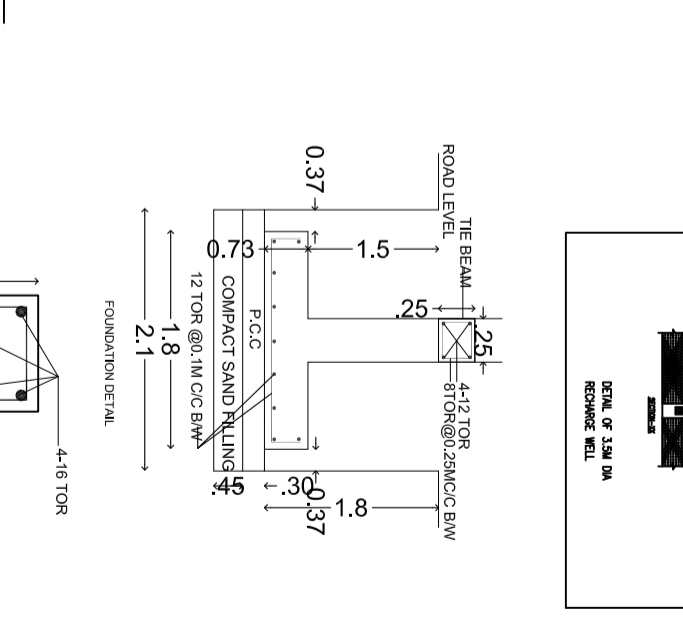 ROAD LEVEL
TIE BEAM
0.37
0.73
1.5
.25
.25
4-12 TOR
8TOR@0.25MC/C B/W
P.C.C
COMPACT SAND FILLING
12 TOR @0.1M C/C B/W
.45
.30
0.37
1.8
1.8
2.1
FOUNDATION DETAIL
4-16 TOR
SECTION-XX
DETAIL OF 3.5M DIA
RECHARGE WELL